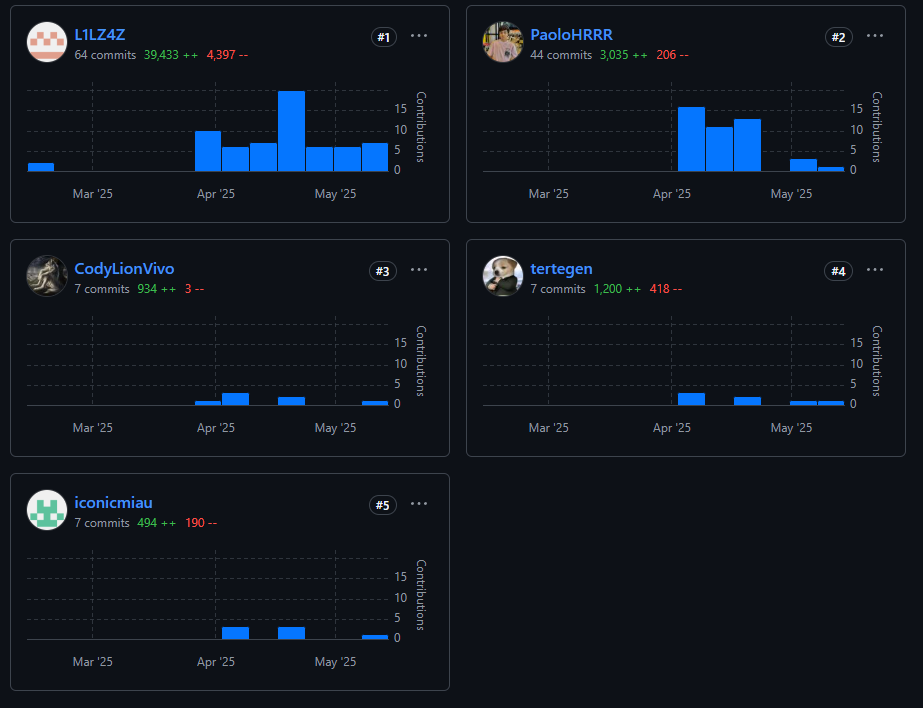 L1LZ4Z
#1
···
64 commits 39,433 ++ 4,397 --
15
10
5
0
Contributions
Mar '25
Apr '25
May '25
PaoloHRRR
#2
···
44 commits 3,035 ++ 206 --
15
10
5
0
Contributions
Mar '25
Apr '25
May '25
CodyLionVivo
#3
···
7 commits 934 ++ 3 --
15
10
5
0
Contributions
Mar '25
Apr '25
May '25
tertegen
#4
···
7 commits 1,200 ++ 418 --
15
10
5
0
Contributions
Mar '25
Apr '25
May '25
iconicmiau
#5
···
7 commits 494 ++ 190 --
15
10
5
0
Contributions
Mar '25
Apr '25
May '25